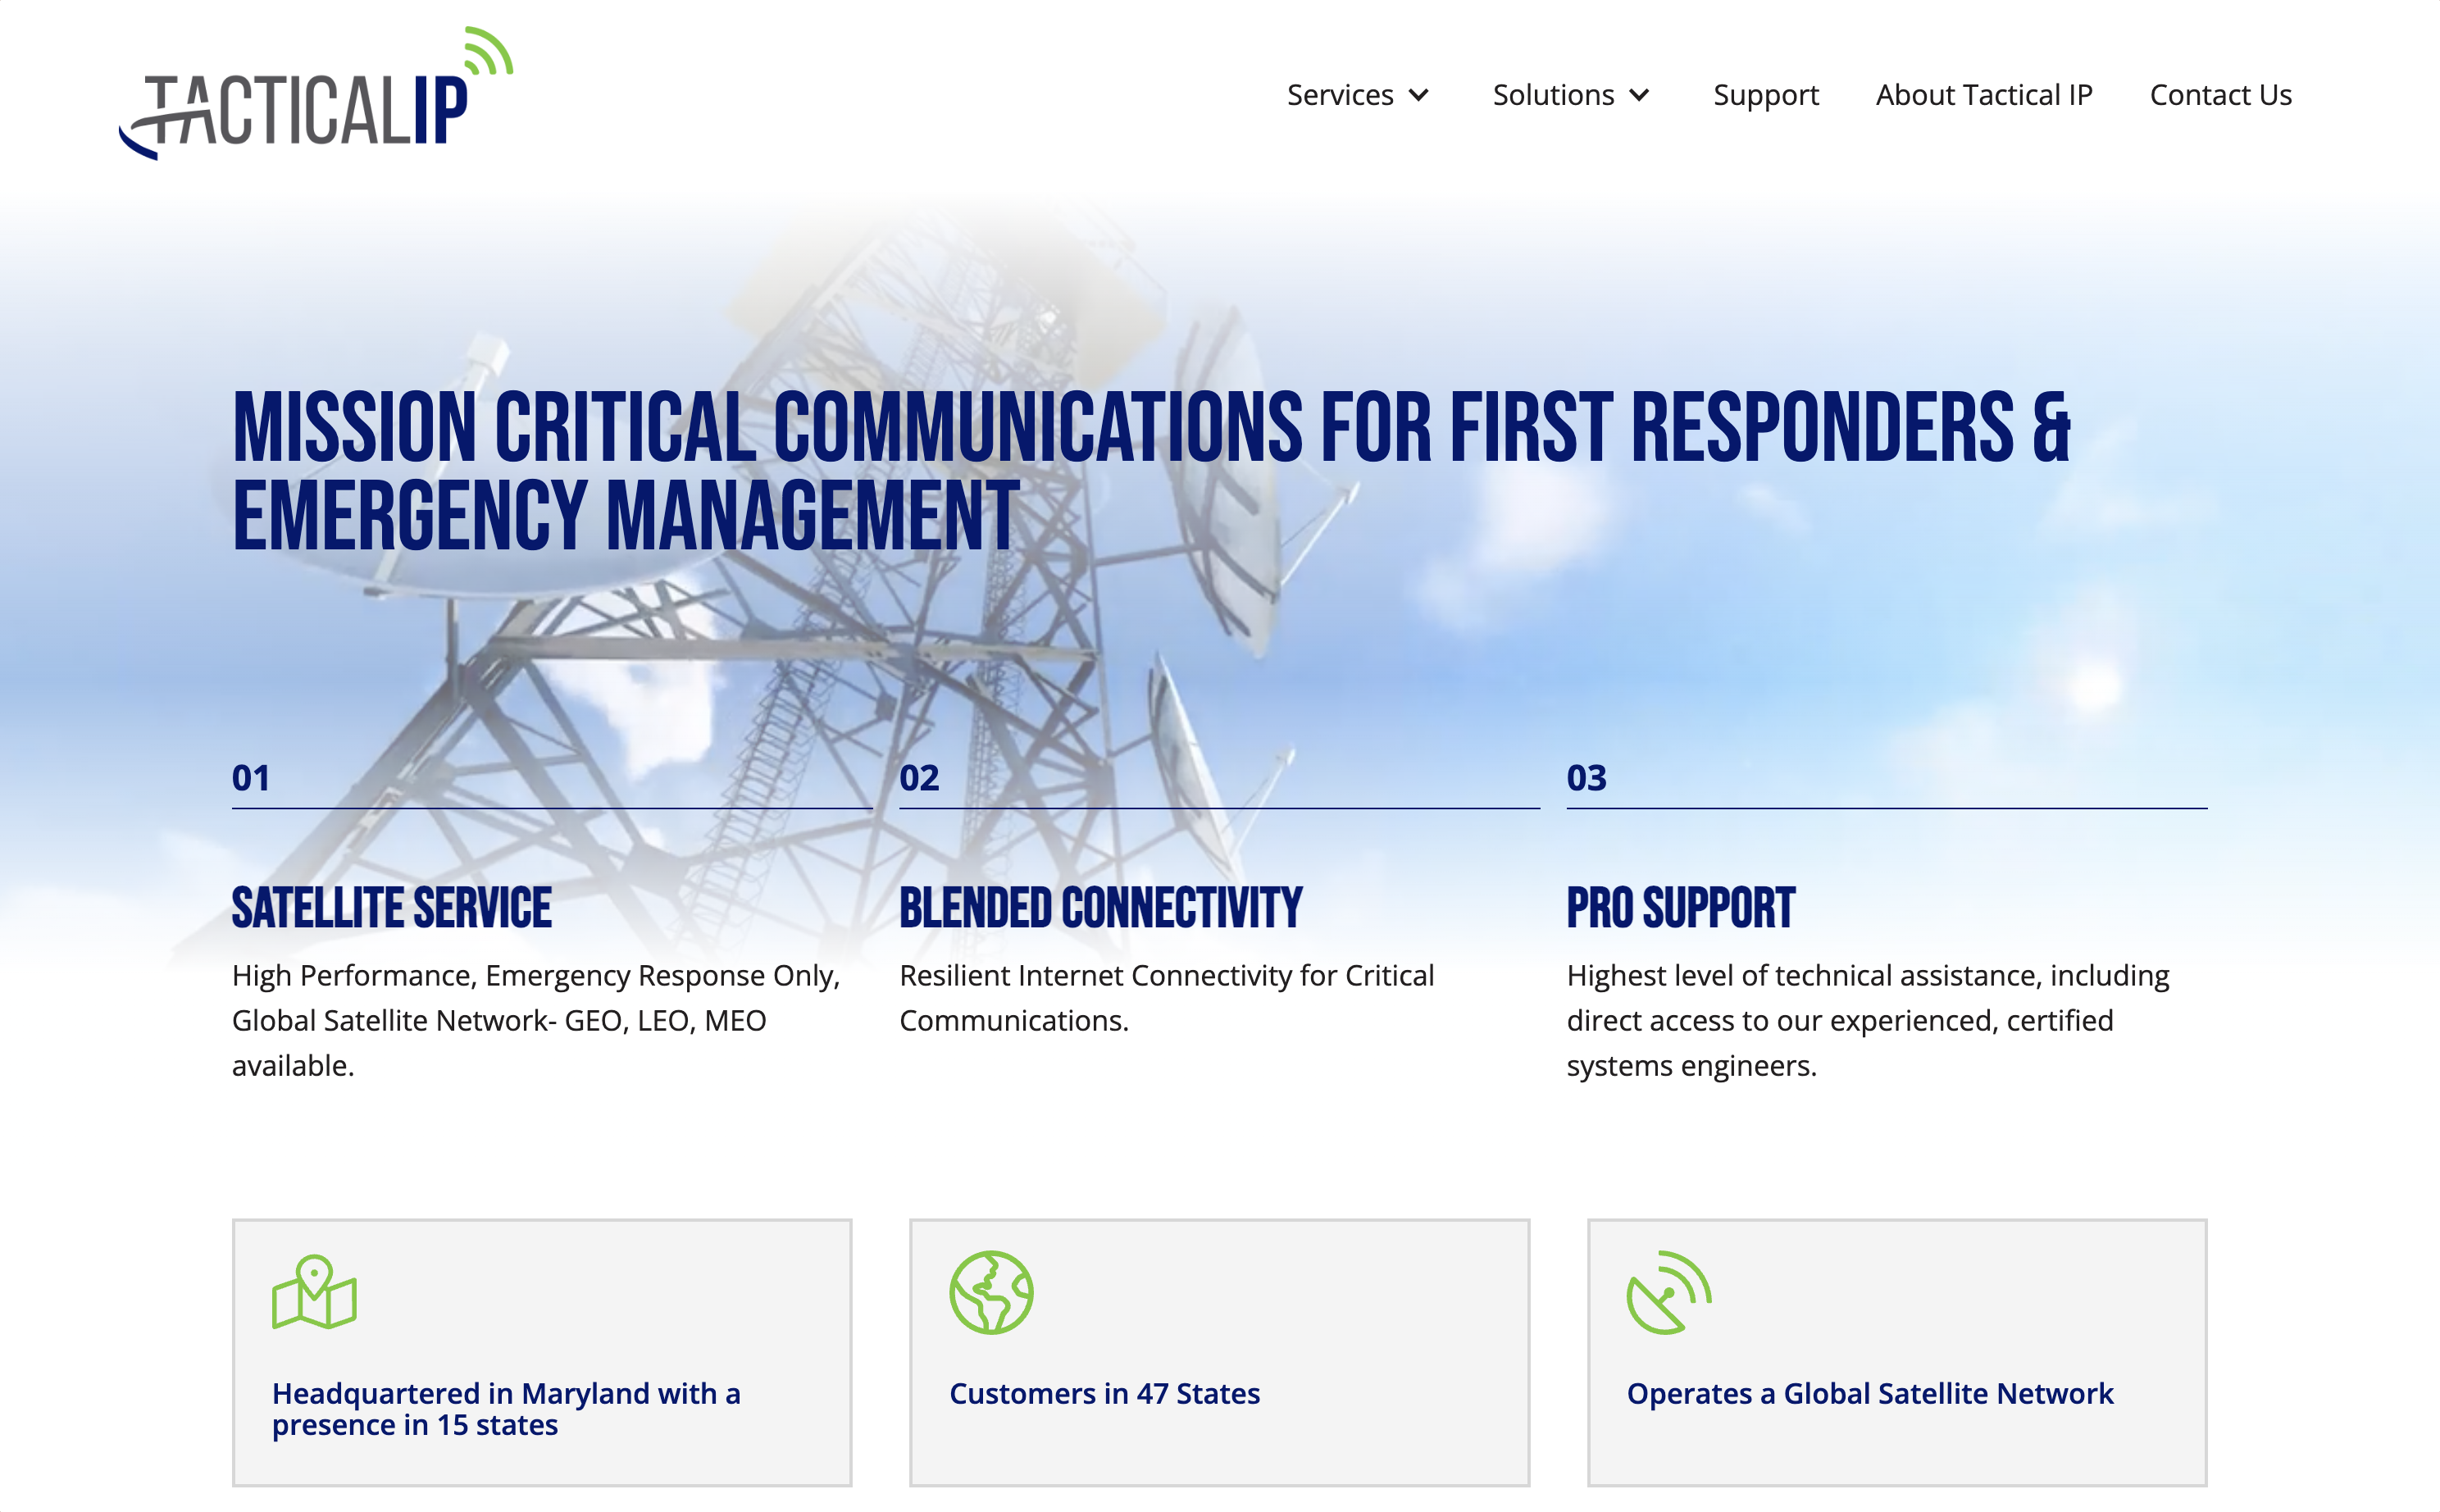 TACTICALIP
Services
Solutions
Support
About Tactical IP
Contact Us
MISSION CRITICAL COMMUNICATIONS FOR FIRST RESPONDERS &
EMERGENCY MANAGEMENT
01
02
03
SATELLITE SERVICE
High Performance, Emergency Response Only,
Global Satellite Network- GEO, LEO, MEO
available.
BLENDED CONNECTIVITY
Resilient Internet Connectivity for Critical
Communications.
PRO SUPPORT
Highest level of technical assistance, including
direct access to our experienced, certified
systems engineers.
Headquartered in Maryland with a
presence in 15 states
Customers in 47 States
Operates a Global Satellite Network